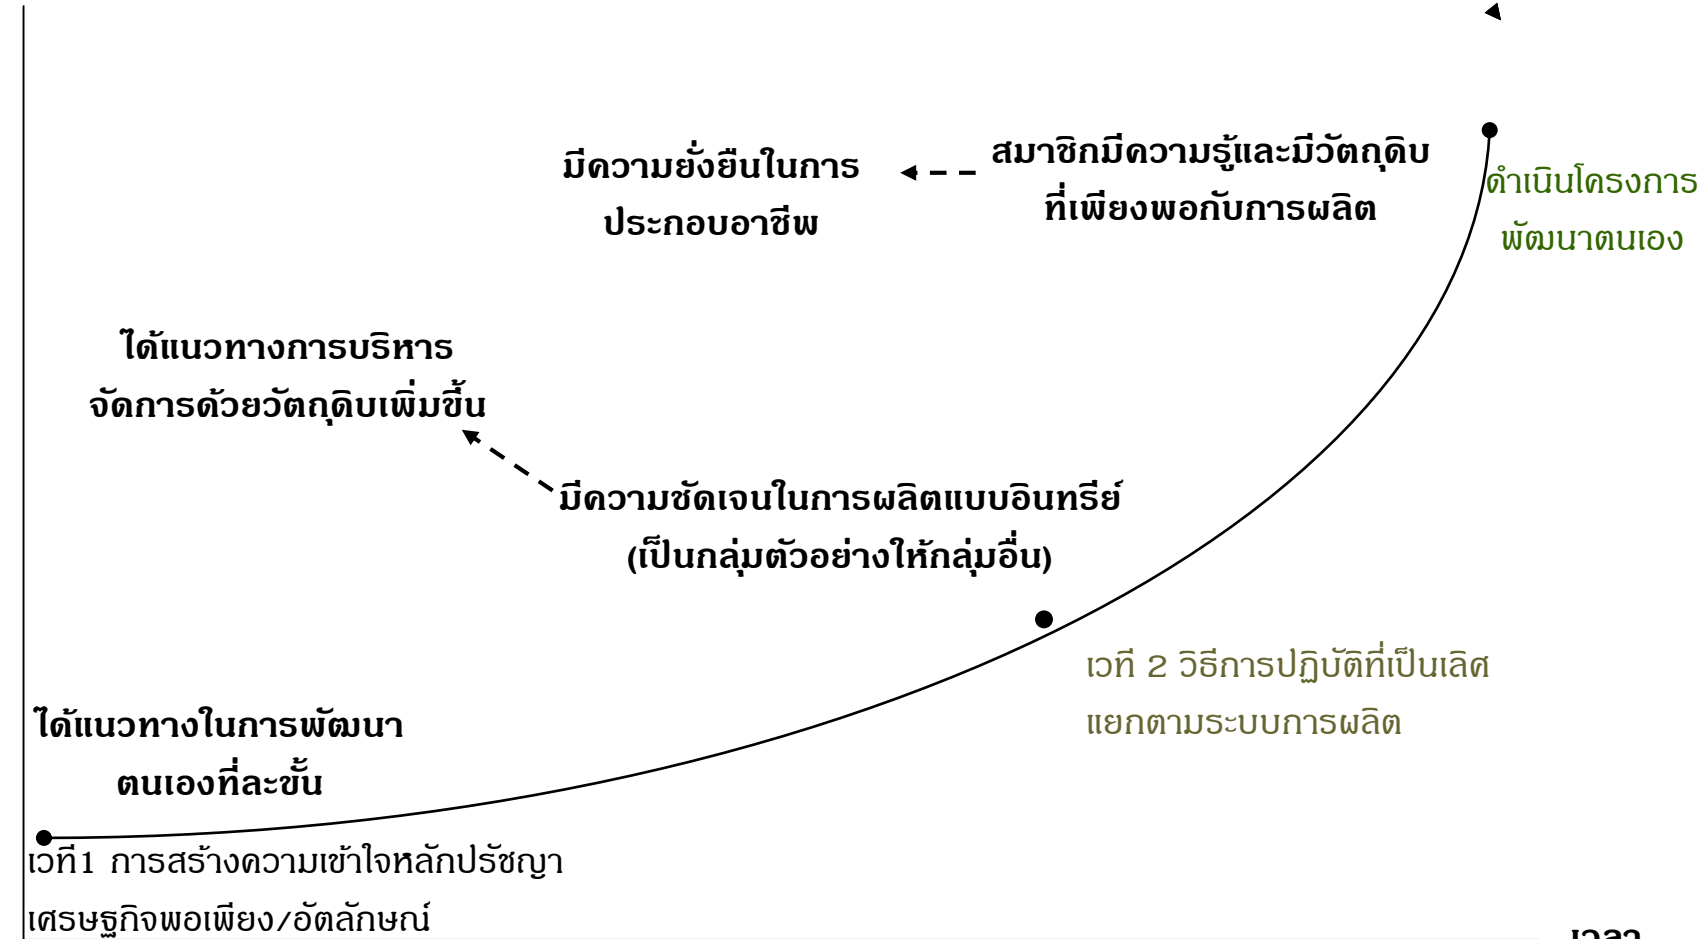 มีความยั่งยืนในการ
ประกอบอาชีพ
สมาชิกมีความรู้และมีวัตถุดิบ
ที่เพียงพอกับการผลิต
ดำเนินโครงการ
พัฒนาตนเอง
ได้แนวทางการบริหาร
จัดการด้วยวัตถุดิบเพิ่มขึ้น
มีความชัดเจนในการผลิตแบบอินทรีย์
(เป็นกลุ่มตัวอย่างให้กลุ่มอื่น)
เวที 2 วิธีการปฏิบัติที่เป็นเลิศ
แยกตามระบบการผลิต
ได้แนวทางในการพัฒนา
ตนเองที่ละขั้น
เวที1 การสร้างความเข้าใจหลักปรัชญา
เศรษฐกิจพอเพียง/อัตลักษณ์
เวลา